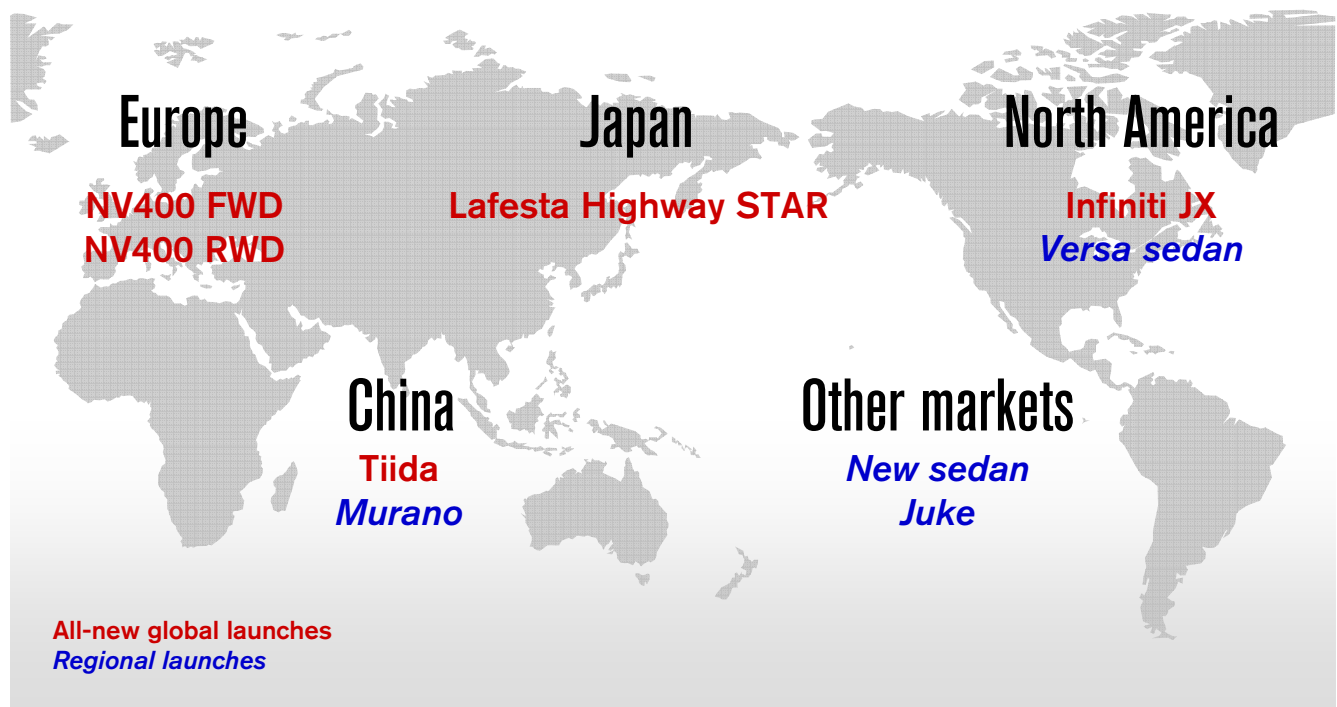 Europe
NV400 FWD
NV400 RWD
Japan
Lafesta Highway STAR
North America
Infiniti JX
Versa sedan
China
Tiida
Murano
Other markets
New sedan
Juke
All-new global launches
Regional launches